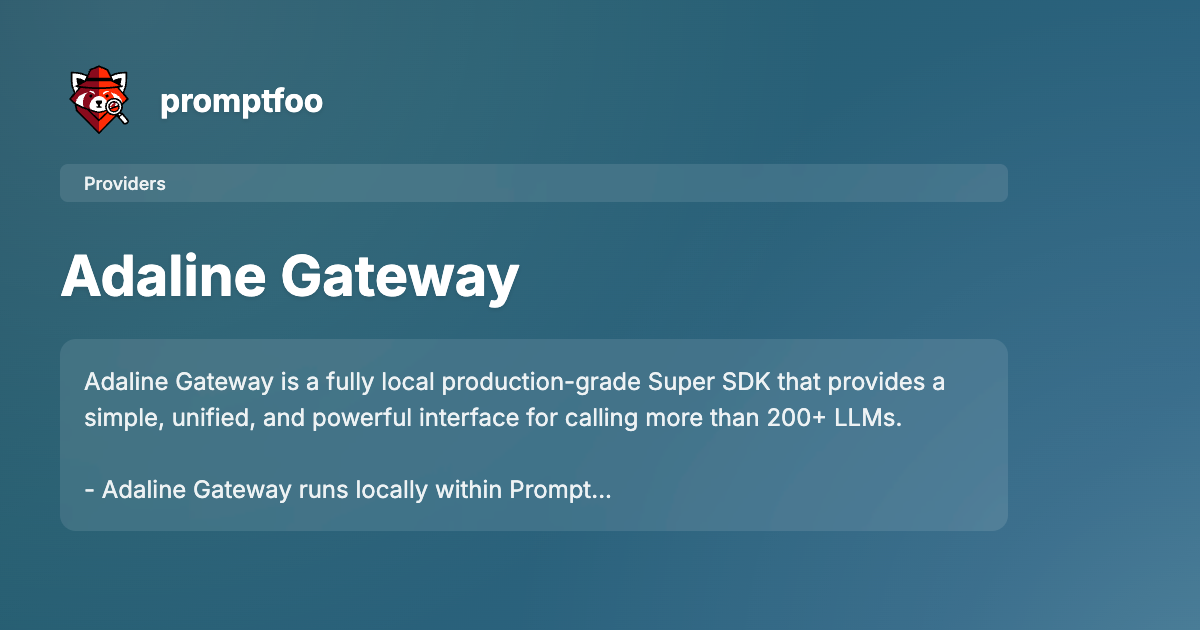 promptfoo
Providers
Adaline Gateway
Adaline Gateway is a fully local production-grade Super SDK that provides a
simple, unified, and powerful interface for calling more than 200+ LLMs.
- Adaline Gateway runs locally within Prompt...